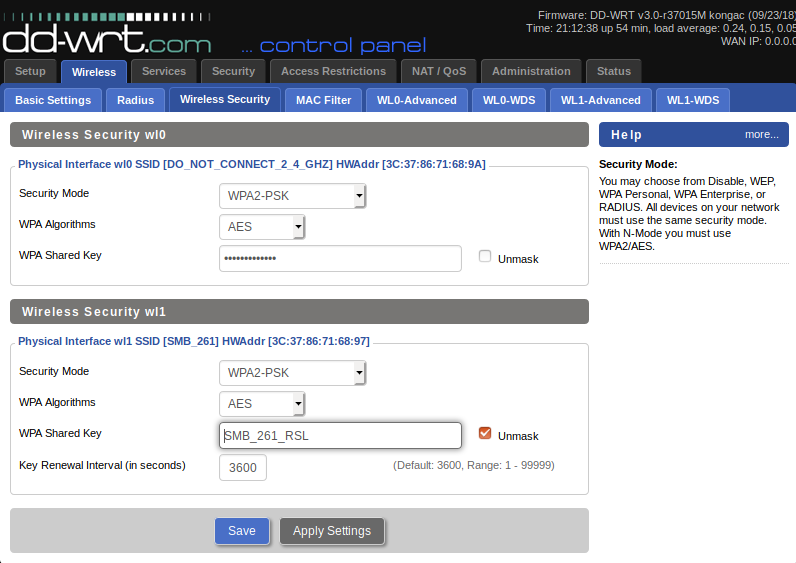 dd-wrt.com
... control panel
Firmware: DD-WRT v3.0-r37015M kongac (09/23/18)
Time: 21:12:38 up 54 min, load average: 0.24, 0.15, 0.05
WAN IP: 0.0.0.0
Setup Wireless Services Security Access Restrictions NAT / QoS Administration Status
Basic Settings Radius Wireless Security MAC Filter WL0-Advanced WL0-WDS WL1-Advanced WL1-WDS
Wireless Security wl0
Physical Interface wl0 SSID [DO_NOT_CONNECT_2_4_GHZ] HWAddr [3C:37:86:71:68:9A]
Security Mode WPA2-PSK
WPA Algorithms AES
WPA Shared Key ••••••••••••• Unmask
Wireless Security wl1
Physical Interface wl1 SSID [SMB_261] HWAddr [3C:37:86:71:68:97]
Security Mode WPA2-PSK
WPA Algorithms AES
WPA Shared Key SMB_261_RSL Unmask
Key Renewal Interval (in seconds) 3600 (Default: 3600, Range: 1 - 99999)
Save Apply Settings
Help more...
Security Mode:
You may choose from Disable, WEP,
WPA Personal, WPA Enterprise, or
RADIUS. All devices on your network
must use the same security mode.
With N-Mode you must use
WPA2/AES.